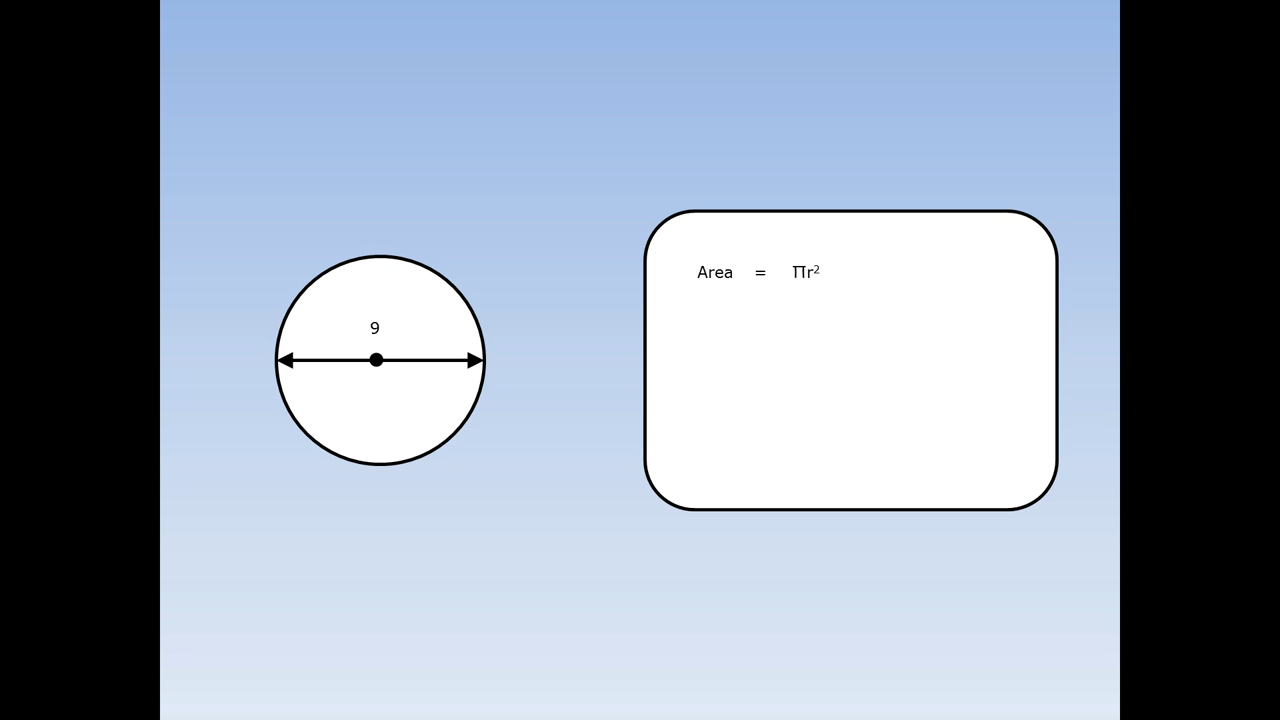 9
Area = Πr²